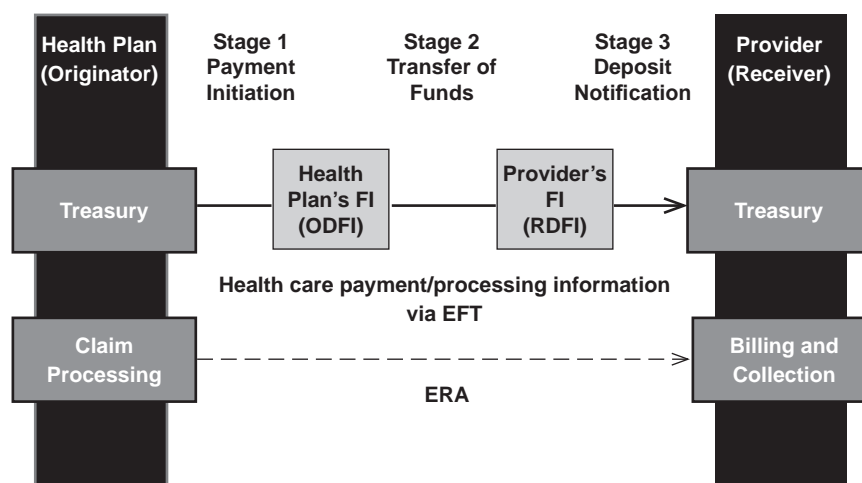 Health Plan
(Originator)
Stage 1
Payment
Initiation
Stage 2
Transfer of
Funds
Stage 3
Deposit
Notification
Provider
(Receiver)
Treasury
Health
Plan’s FI
(ODFI)
Provider’s
FI
(RDFI)
Treasury
Health care payment/processing information
via EFT
Claim
Processing
ERA
Billing and
Collection